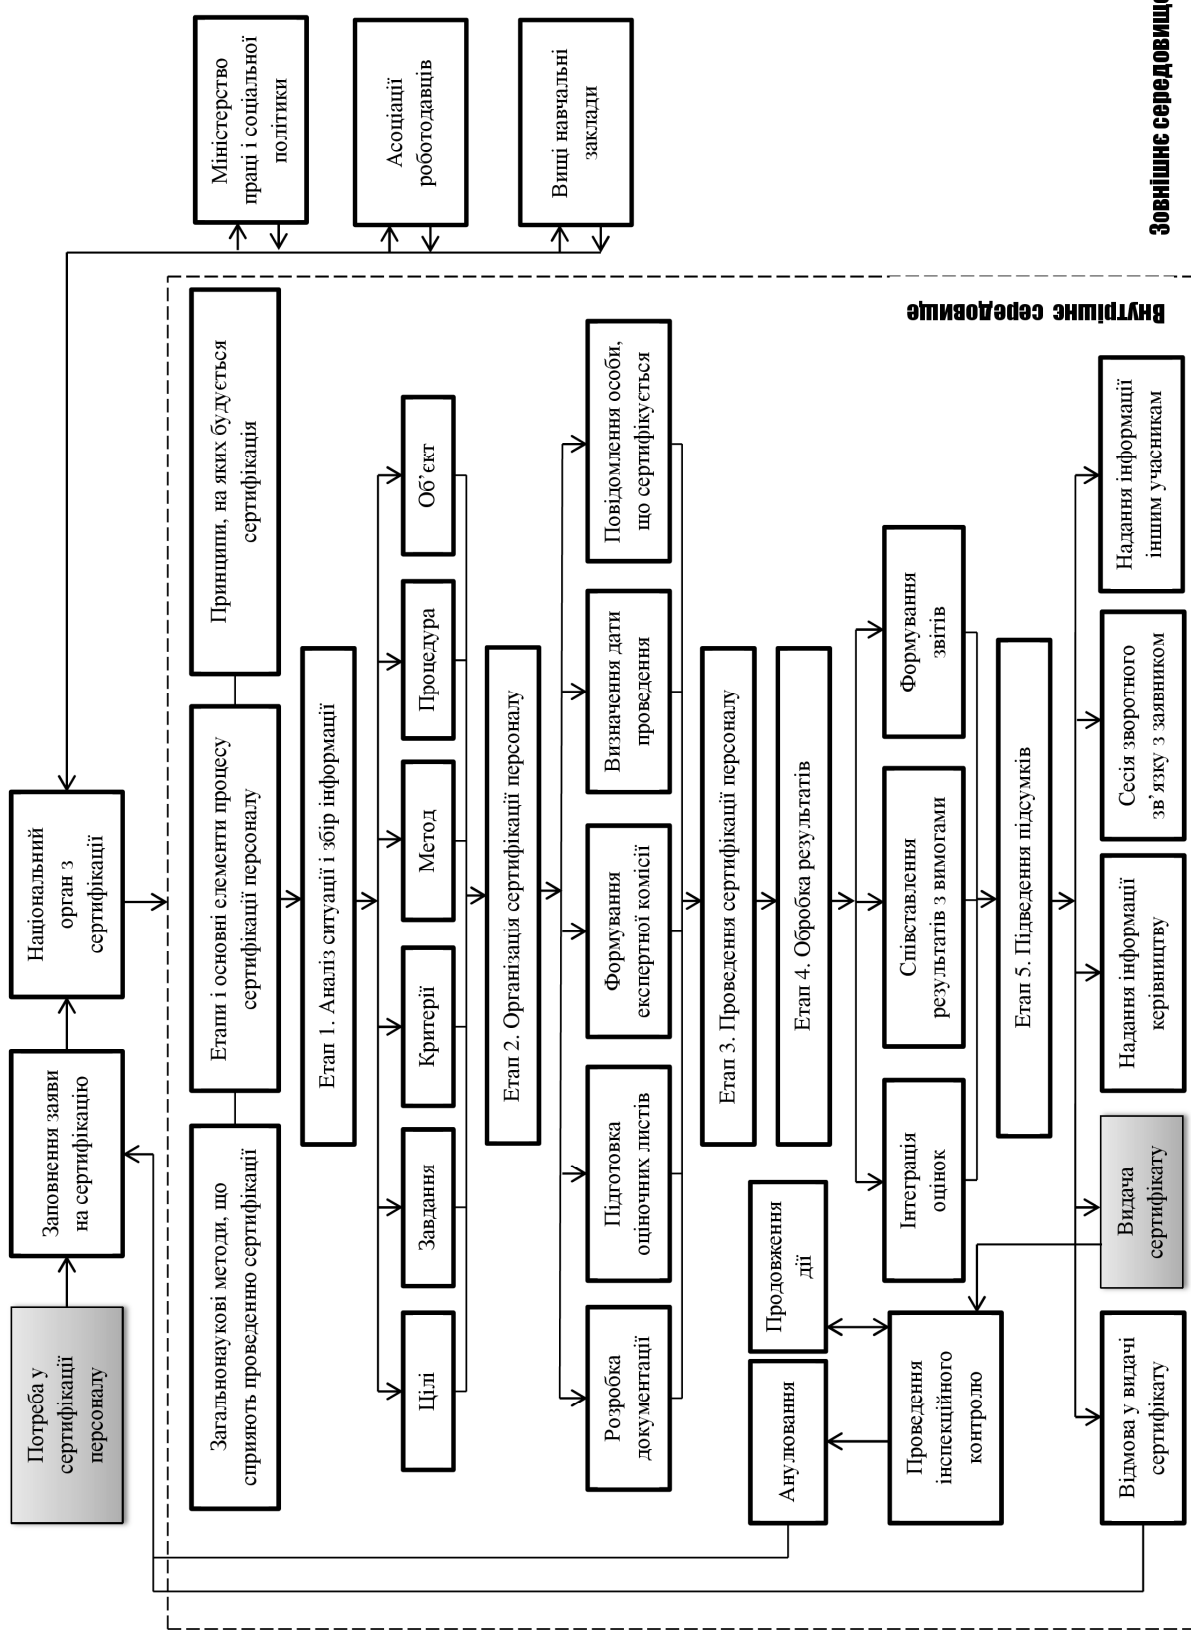 Потреба у
сертифікації
персоналу
Заповнення заяви
на сертифікацію
Національний
орган з
сертифікації
Міністерство
праці і соціальної
політики
Асоціації
роботодавців
Вищі навчальні
заклади
Зовнішнє середовище
Внутрішнє середовище
Загальнонаукові методи, що
сприяють проведенню сертифікації
Етапи і основні елементи процесу
сертифікації персоналу
Принципи, на яких будується
сертифікація
Етап 1. Аналіз ситуації і збір інформації
Цілі
Завдання
Критерії
Метод
Процедура
Об’єкт
Етап 2. Організація сертифікації персоналу
Розробка
документації
Підготовка
оціночних листів
Формування
експертної комісії
Визначення дати
проведення
Повідомлення особи,
що сертифікується
Етап 3. Проведення сертифікації персоналу
Етап 4. Обробка результатів
Анулювання
Продовження
дії
Проведення
інспекційного
контролю
Інтеграція
оцінок
Співставлення
результатів з вимогами
Формування
звітів
Етап 5. Підведення підсумків
Відмова у видачі
сертифікату
Видача
сертифікату
Надання інформації
керівництву
Сесія зворотного
зв’язку з заявником
Надання інформації
іншим учасникам